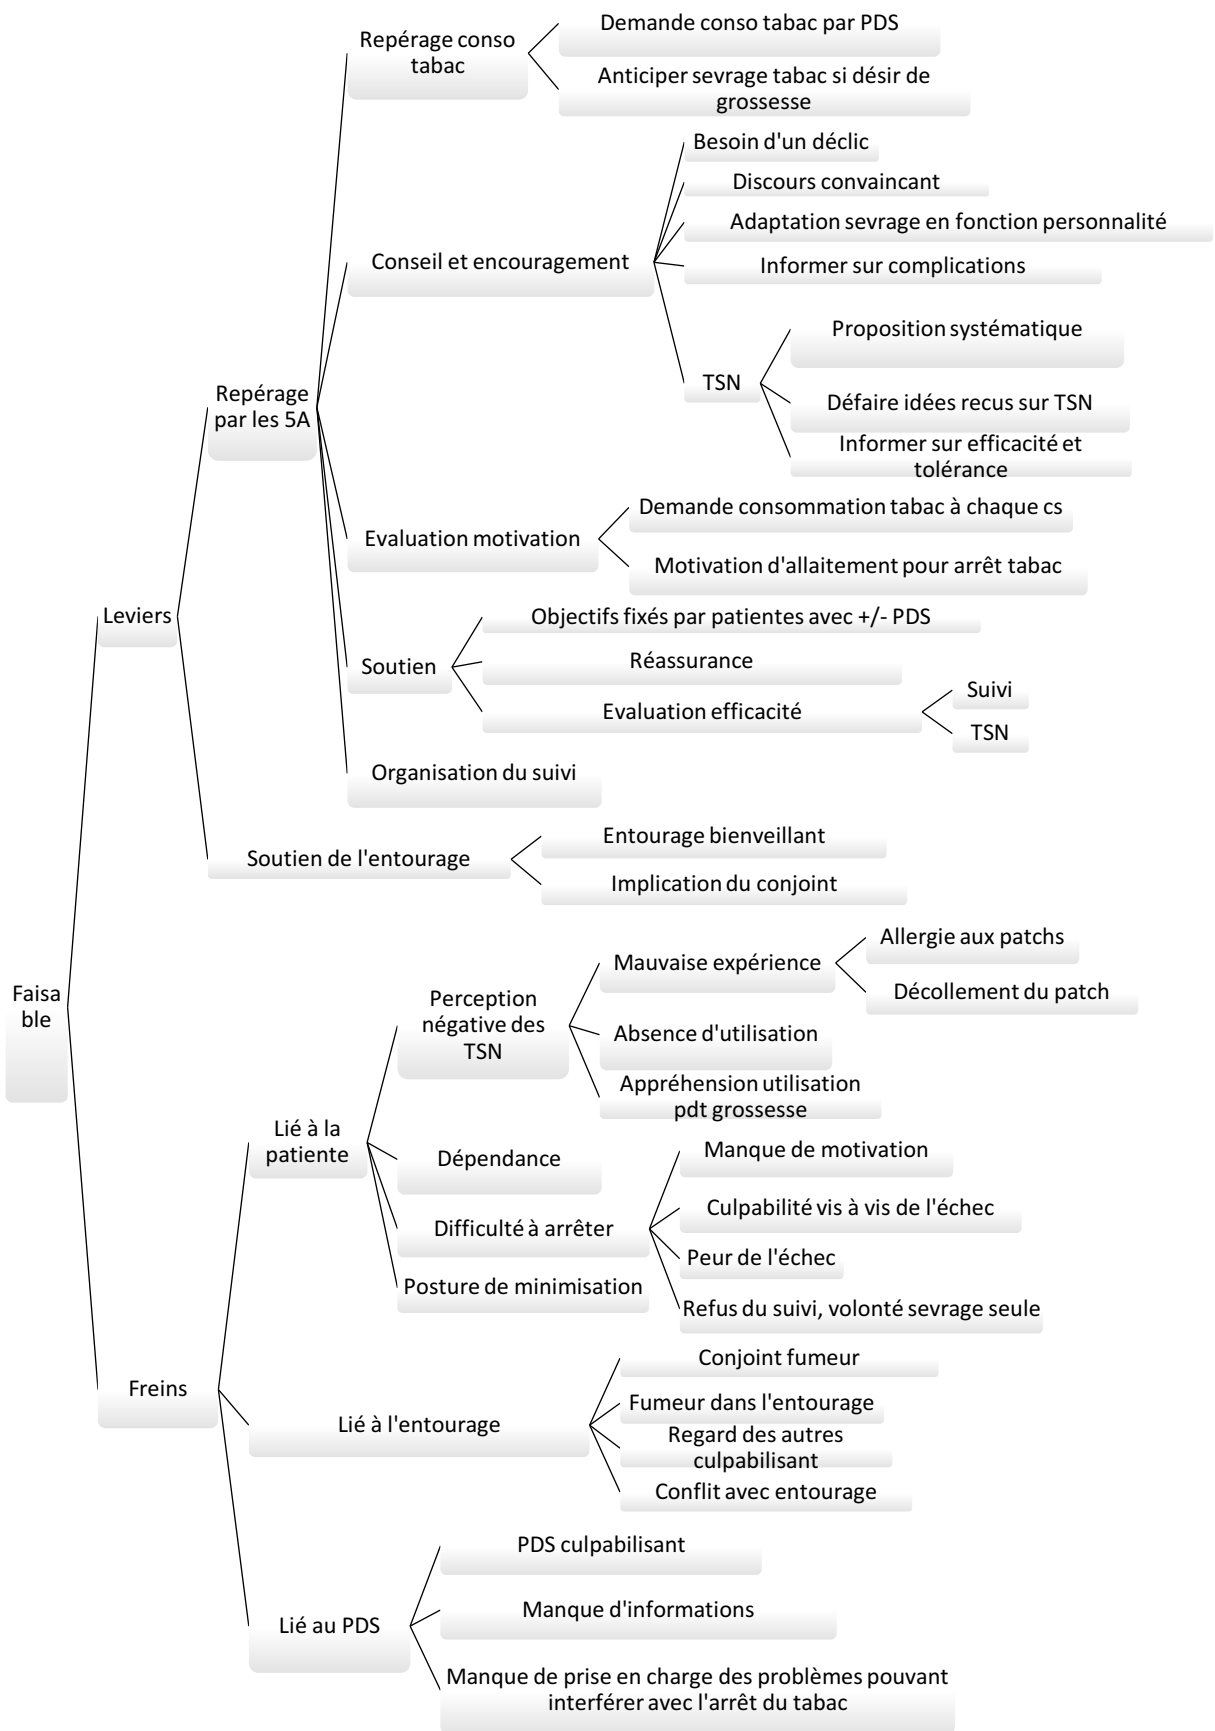 Demande conso tabac par PDS
Repérage conso
tabac
Anticiper sevrage tabac si désir de
grossesse
Besoin d'un déclic
Discours convaincant
Adaptation sevrage en fonction personnalité
Conseil et encouragement
Informer sur complications
Proposition systématique
TSN
Repérage
par les 5A
Défaire idées recus sur TSN
Informer sur efficacité et
tolérance
Demande consommation tabac à chaque cs
Evaluation motivation
Motivation d'allaitement pour arrêt tabac
Leviers
Objectifs fixés par patientes avec +/- PDS
Soutien
Réassurance
Suivi
Evaluation efficacité
TSN
Organisation du suivi
Entourage bienveillant
Soutien de l'entourage
Implication du conjoint
Allergie aux patchs
Mauvaise expérience
Décollement du patch
Faisa
ble
Perception
négative des
TSN
Absence d'utilisation
Appréhension utilisation
pdt grossesse
Lié à la
patiente
Manque de motivation
Dépendance
Culpabilité vis à vis de l'échec
Difficulté à arrêter
Peur de l'échec
Posture de minimisation
Refus du suivi, volonté sevrage seule
Conjoint fumeur
Freins
Fumeur dans l'entourage
Lié à l'entourage
Regard des autres
culpabilisant
Conflit avec entourage
PDS culpabilisant
Manque d'informations
Lié au PDS
Manque de prise en charge des problèmes pouvant
interférer avec l'arrêt du tabac